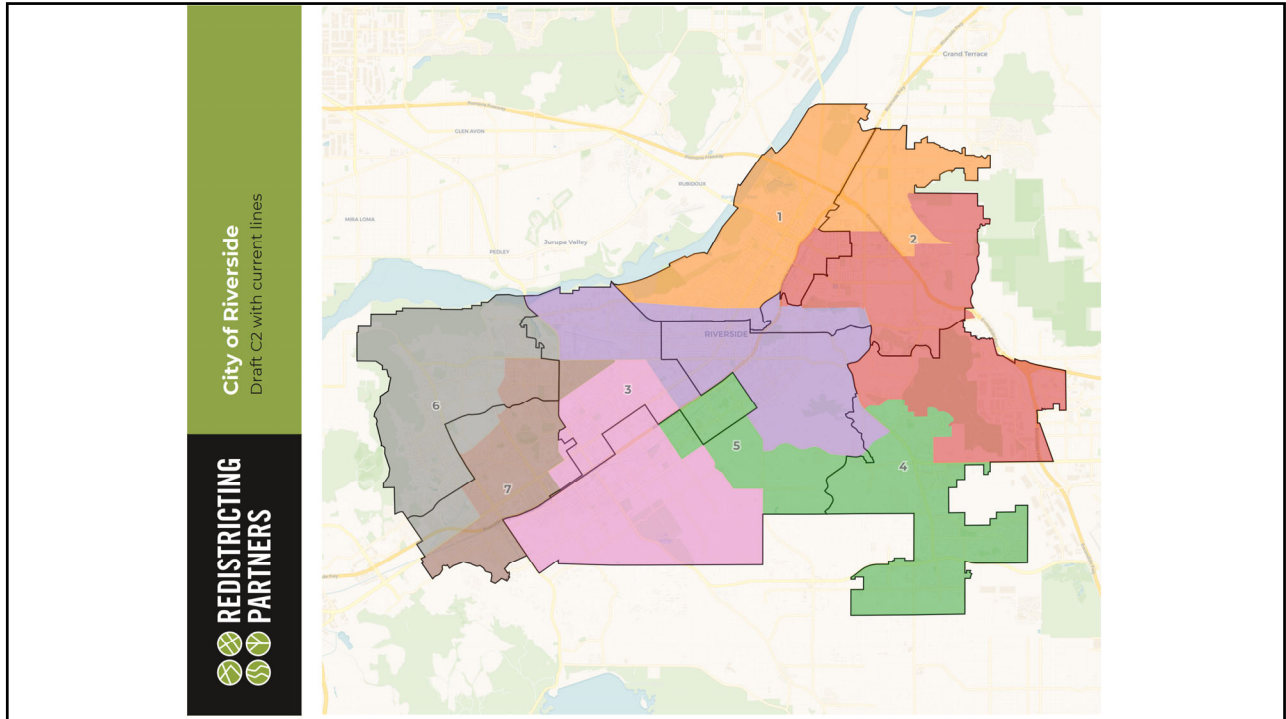 City of Riverside
Draft C2 with current lines
REDISTRICTING
PARTNERS
Grand Terrace
GLEN AVON
RUBIDOUX
MIRA LOMA
Jurupa Valley
PEDLEY
RIVERSIDE
1
2
3
4
5
6
7